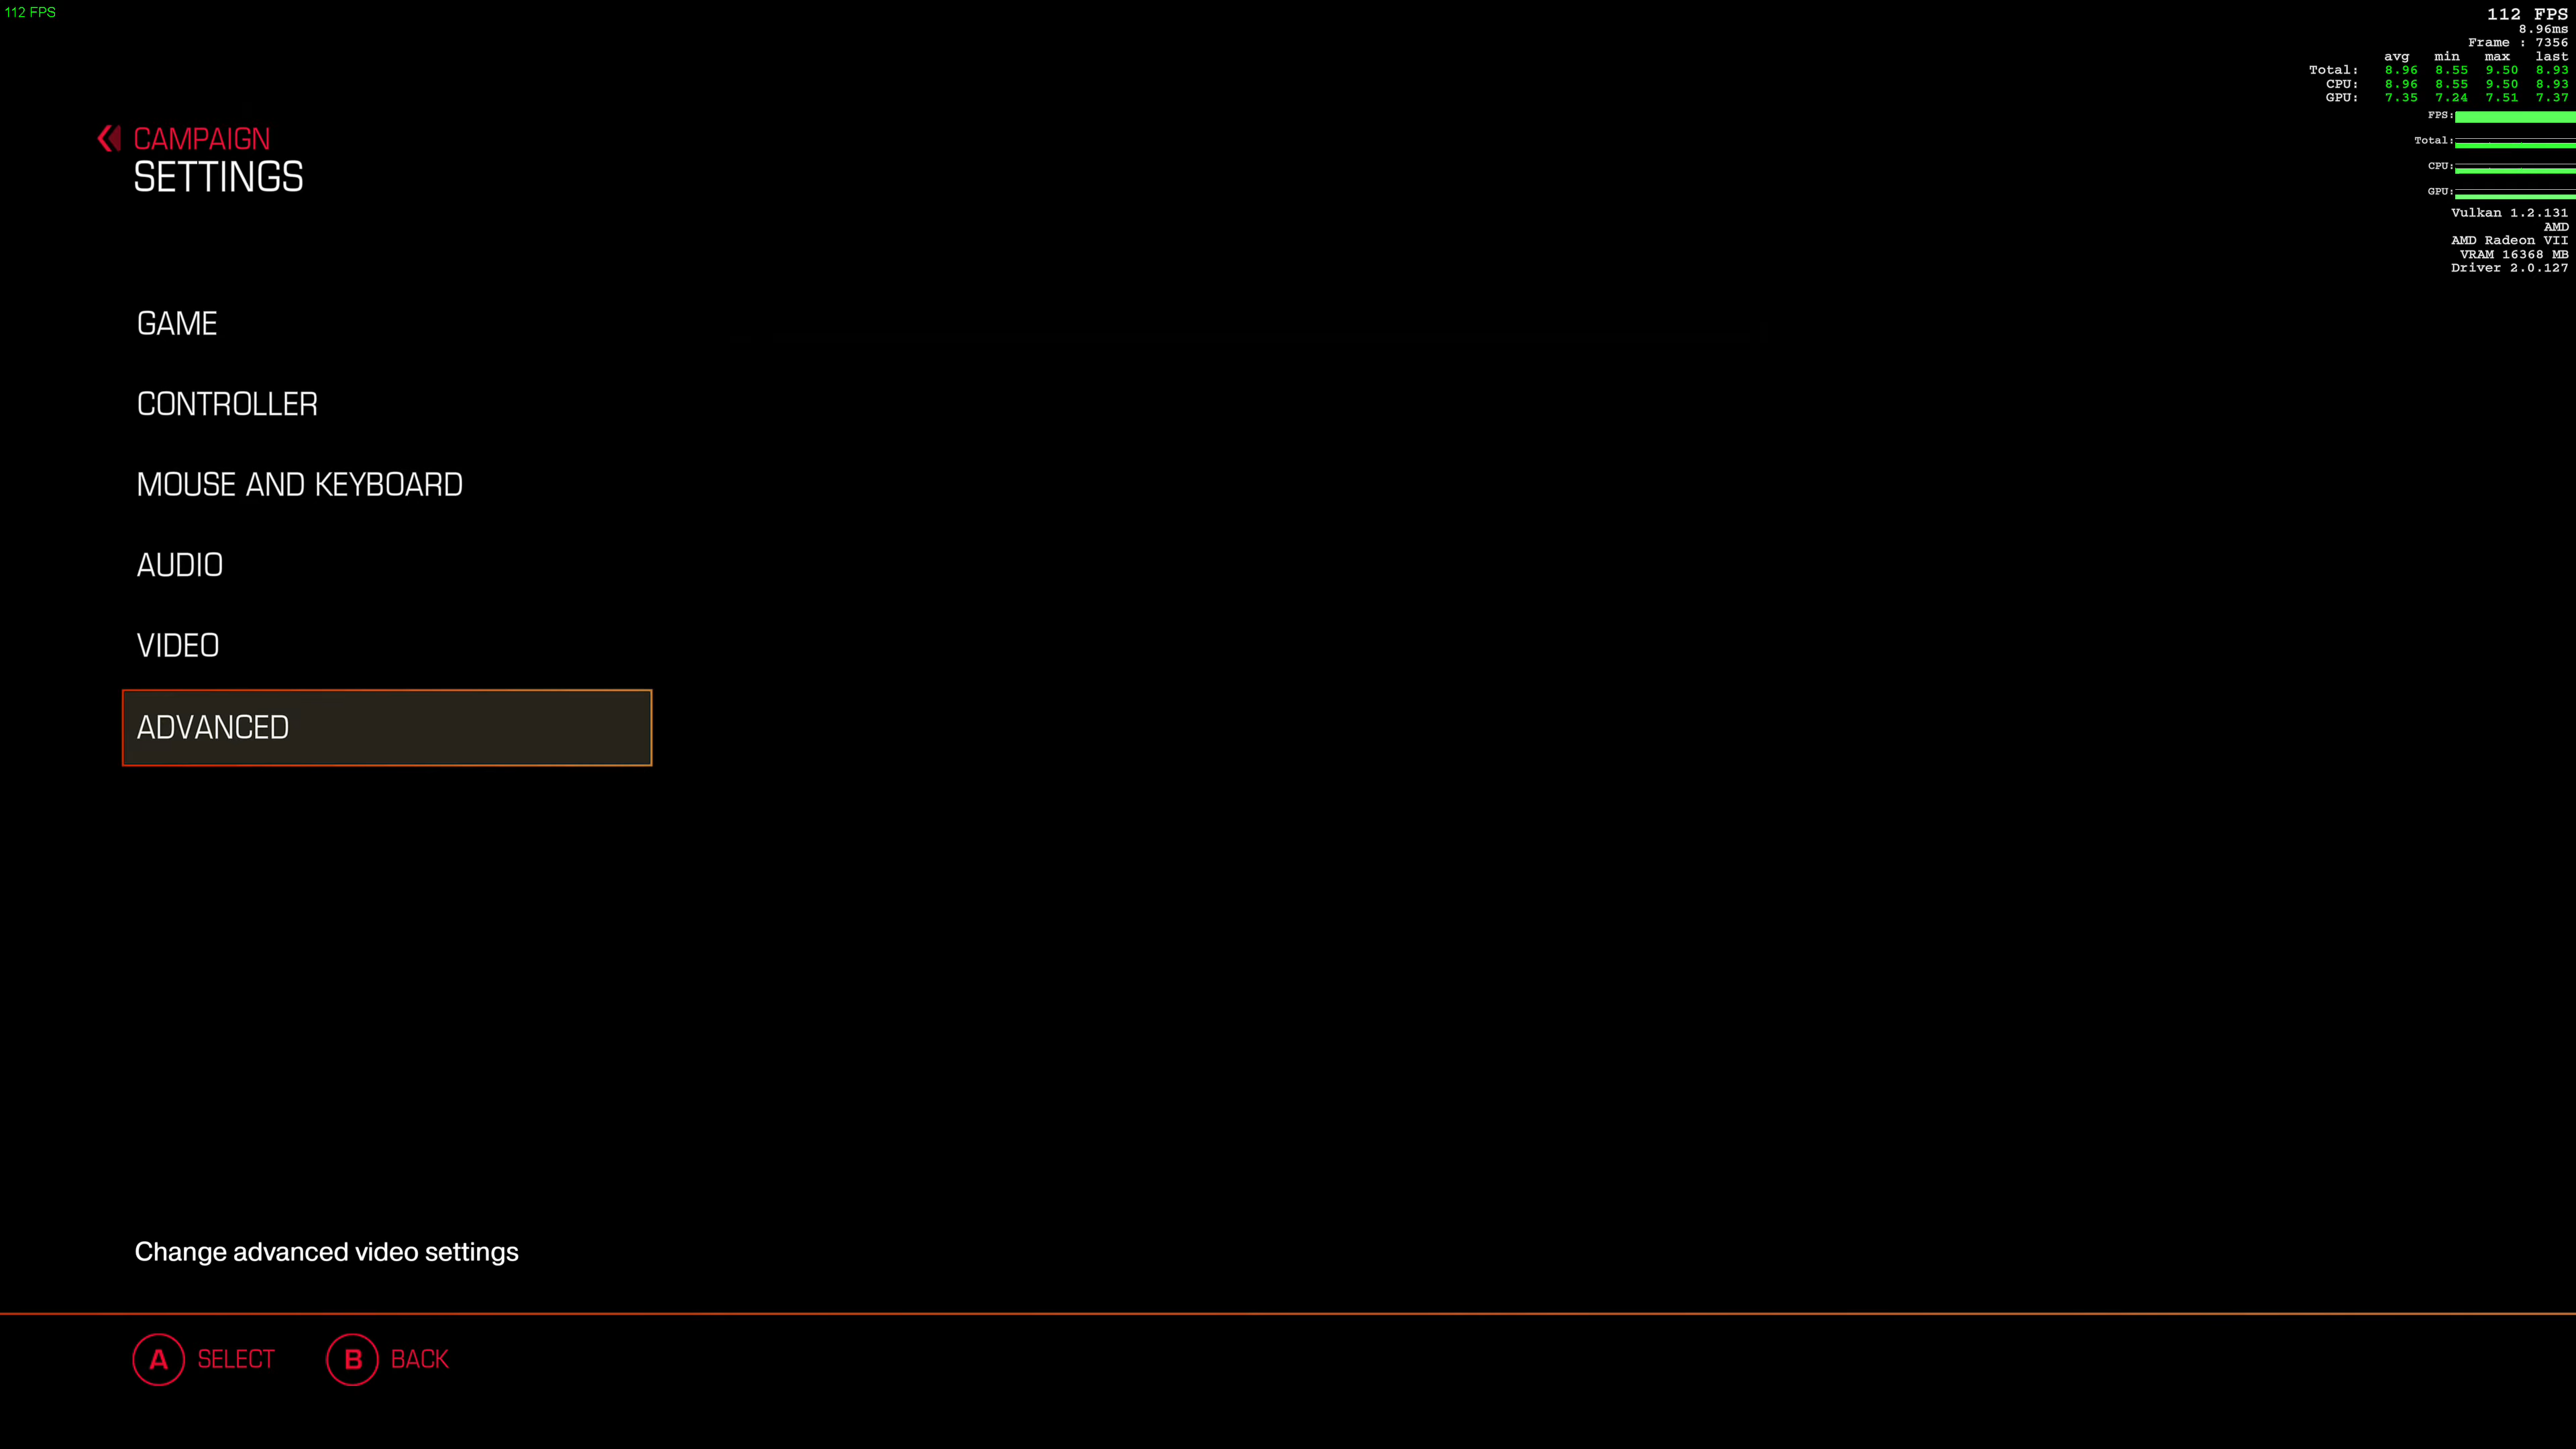 112 FPS
112 FPS
8.96ms
Frame : 7356
avg min max last
Total: 8.96 8.55 9.50 8.93
CPU: 8.96 8.55 9.50 8.93
GPU: 7.35 7.24 7.51 7.37
FPS:
Total:
CPU:
GPU:
Vulkan 1.2.131
AMD
AMD Radeon VII
VRAM 16368 MB
Driver 2.0.127
CAMPAIGN
SETTINGS
GAME
CONTROLLER
MOUSE AND KEYBOARD
AUDIO
VIDEO
ADVANCED
Change advanced video settings
A SELECT B BACK